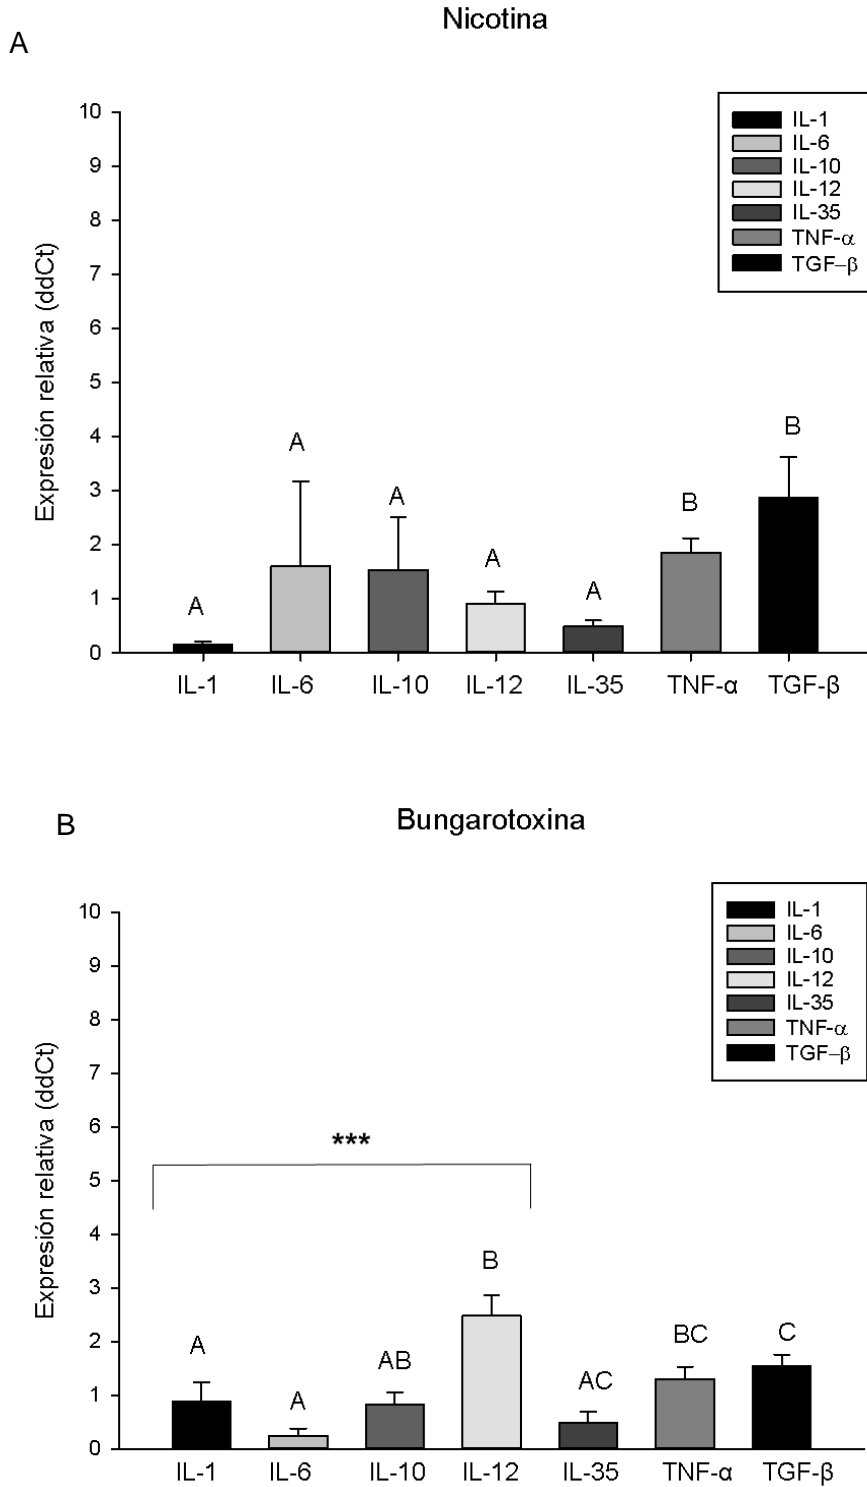 Nicotina
A
10
9
8
7
6
5
4
3
2
1
0
Expresión relativa (ddCt)
IL-1
IL-6
IL-10
IL-12
IL-35
TNF-α
TGF–β
A
A
A
A
A
B
B
IL-1 IL-6 IL-10 IL-12 IL-35 TNF-α TGF-β
B
Bungarotoxina
10
9
8
7
6
5
4
3
2
1
0
Expresión relativa (ddCt)
IL-1
IL-6
IL-10
IL-12
IL-35
TNF-α
TGF–β
***
A
A
AB
B
AC
BC
C
IL-1 IL-6 IL-10 IL-12 IL-35 TNF-α TGF-β